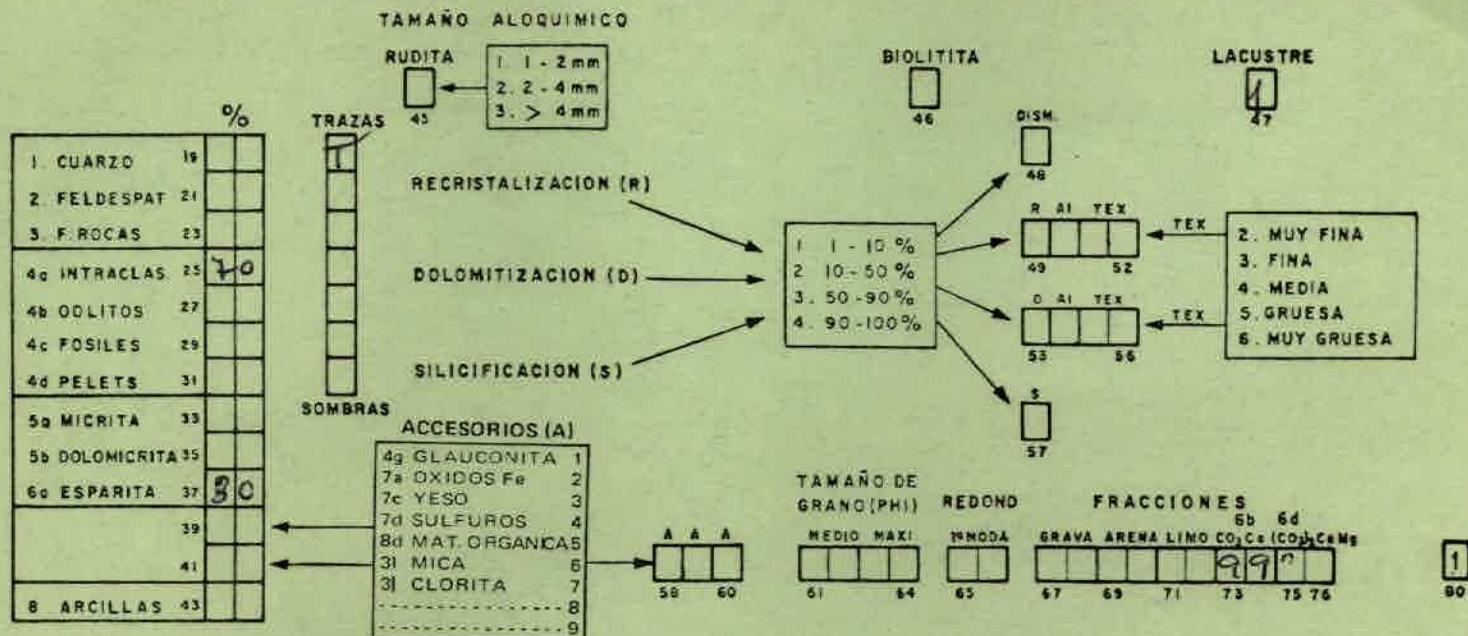 TAMAÑO ALOQUIMICO
RUDITA
1. 1 - 2 mm
2. 2 - 4 mm
3. > 4 mm
45
BIOLITITA
46
LACUSTRE
1
47
%
1. CUARZO 19
2. FELDESPAT 21
3. F. ROCAS 23
4a INTRACLAS 25 70
4b OOLITOS 27
4c FOSILES 29
4d PELETS 31
5a MICRITA 33
5b DOLOMICRITA 35
6a ESPARITA 37 30
39
41
8 ARCILLAS 43
TRAZAS
1
SOMBRAS
RECRISTALIZACION (R)
DOLOMITIZACION (D)
SILICIFICACION (S)
1 1 - 10 %
2 10 - 50 %
3. 50 - 90 %
4. 90 - 100 %
DISM.
48
R AI TEX
49 52
D AI TEX
53 56
S
57
TEX
TEX
2. MUY FINA
3. FINA
4. MEDIA
5. GRUESA
6. MUY GRUESA
ACCESORIOS (A)
4g GLAUCONITA 1
7a OXIDOS Fe 2
7c YESO 3
7d SULFUROS 4
8d MAT. ORGANICA 5
3l MICA 6
3l CLORITA 7
- - - - - - - - - - - - - - - 8
- - - - - - - - - - - - - - - 9
A A A
58 60
TAMAÑO DE
GRANO (PHI)
MEDIO MAXI
61 64
REDOND
1ª MODA
65
FRACCIONES
6b 6d
GRAVA ARENA LIMO CO₃Ca (CO₃)₂CaMg
99
67 69 71 73 75 76
1
80